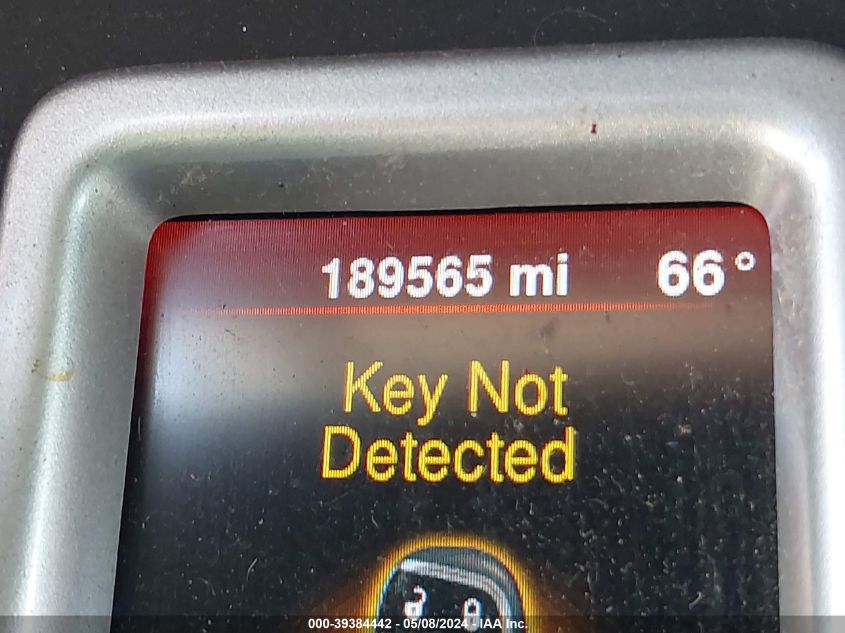 189565 mi 66°
Key Not
Detected
000-39384442 - 05/08/2024 - IAA Inc.